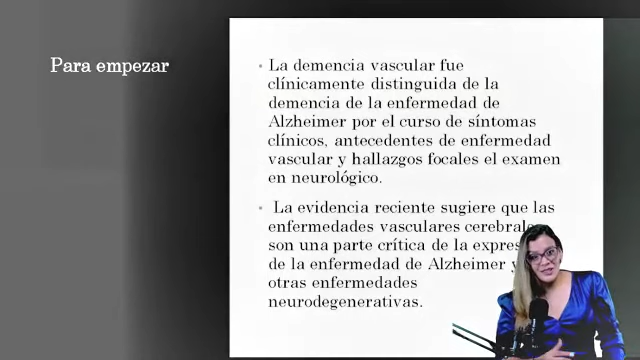 Para empezar
• La demencia vascular fue
clínicamente distinguida de la
demencia de la enfermedad de
Alzheimer por el curso de síntomas
clínicos, antecedentes de enfermedad
vascular y hallazgos focales el examen
en neurológico.
• La evidencia reciente sugiere que las
enfermedades vasculares
son una parte crítica de la
de la enfermedad de Alzheimer y
otras enfermedades
neurodegenerativas.